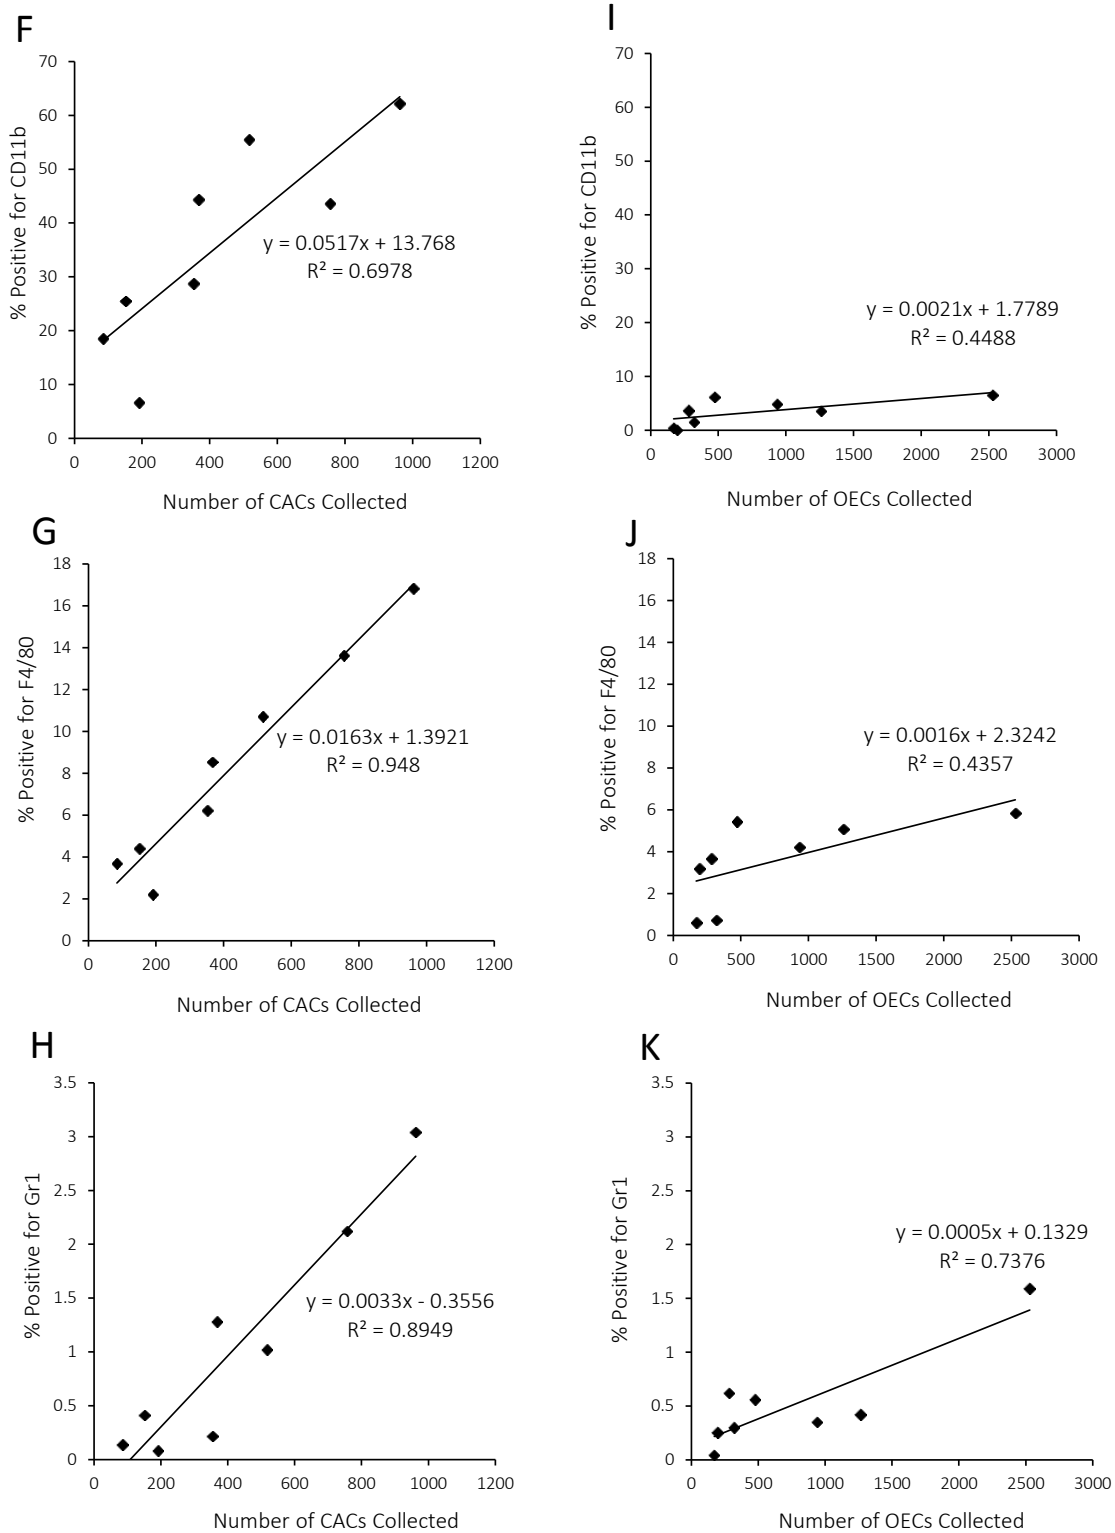 F
70
60
50
40
30
20
10
0
% Positive for CD11b
y = 0.0517x + 13.768
R² = 0.6978
0 200 400 600 800 1000 1200
Number of CACs Collected
I
70
60
50
40
30
20
10
0
% Positive for CD11b
y = 0.0021x + 1.7789
R² = 0.4488
0 500 1000 1500 2000 2500 3000
Number of OECs Collected
G
18
16
14
12
10
8
6
4
2
0
% Positive for F4/80
y = 0.0163x + 1.3921
R² = 0.948
0 200 400 600 800 1000 1200
Number of CACs Collected
J
18
16
14
12
10
8
6
4
2
0
% Positive for F4/80
y = 0.0016x + 2.3242
R² = 0.4357
0 500 1000 1500 2000 2500 3000
Number of OECs Collected
H
3.5
3
2.5
2
1.5
1
0.5
0
% Positive for Gr1
y = 0.0033x - 0.3556
R² = 0.8949
0 200 400 600 800 1000 1200
Number of CACs Collected
K
3.5
3
2.5
2
1.5
1
0.5
0
% Positive for Gr1
y = 0.0005x + 0.1329
R² = 0.7376
0 500 1000 1500 2000 2500 3000
Number of OECs Collected